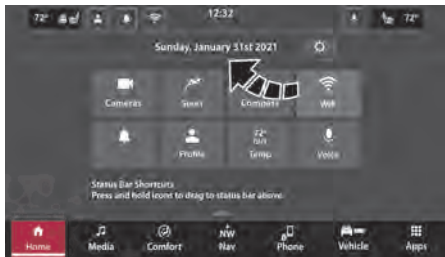 72° 12:32 72°
Sunday, January 31st 2021
Cameras Sport Compass Wifi
Profile Temp Voice
72°
Status Bar Shortcuts
Press and hold icons to drag to status bar above.
NW
Home Media Comfort Nav Phone Vehicle Apps